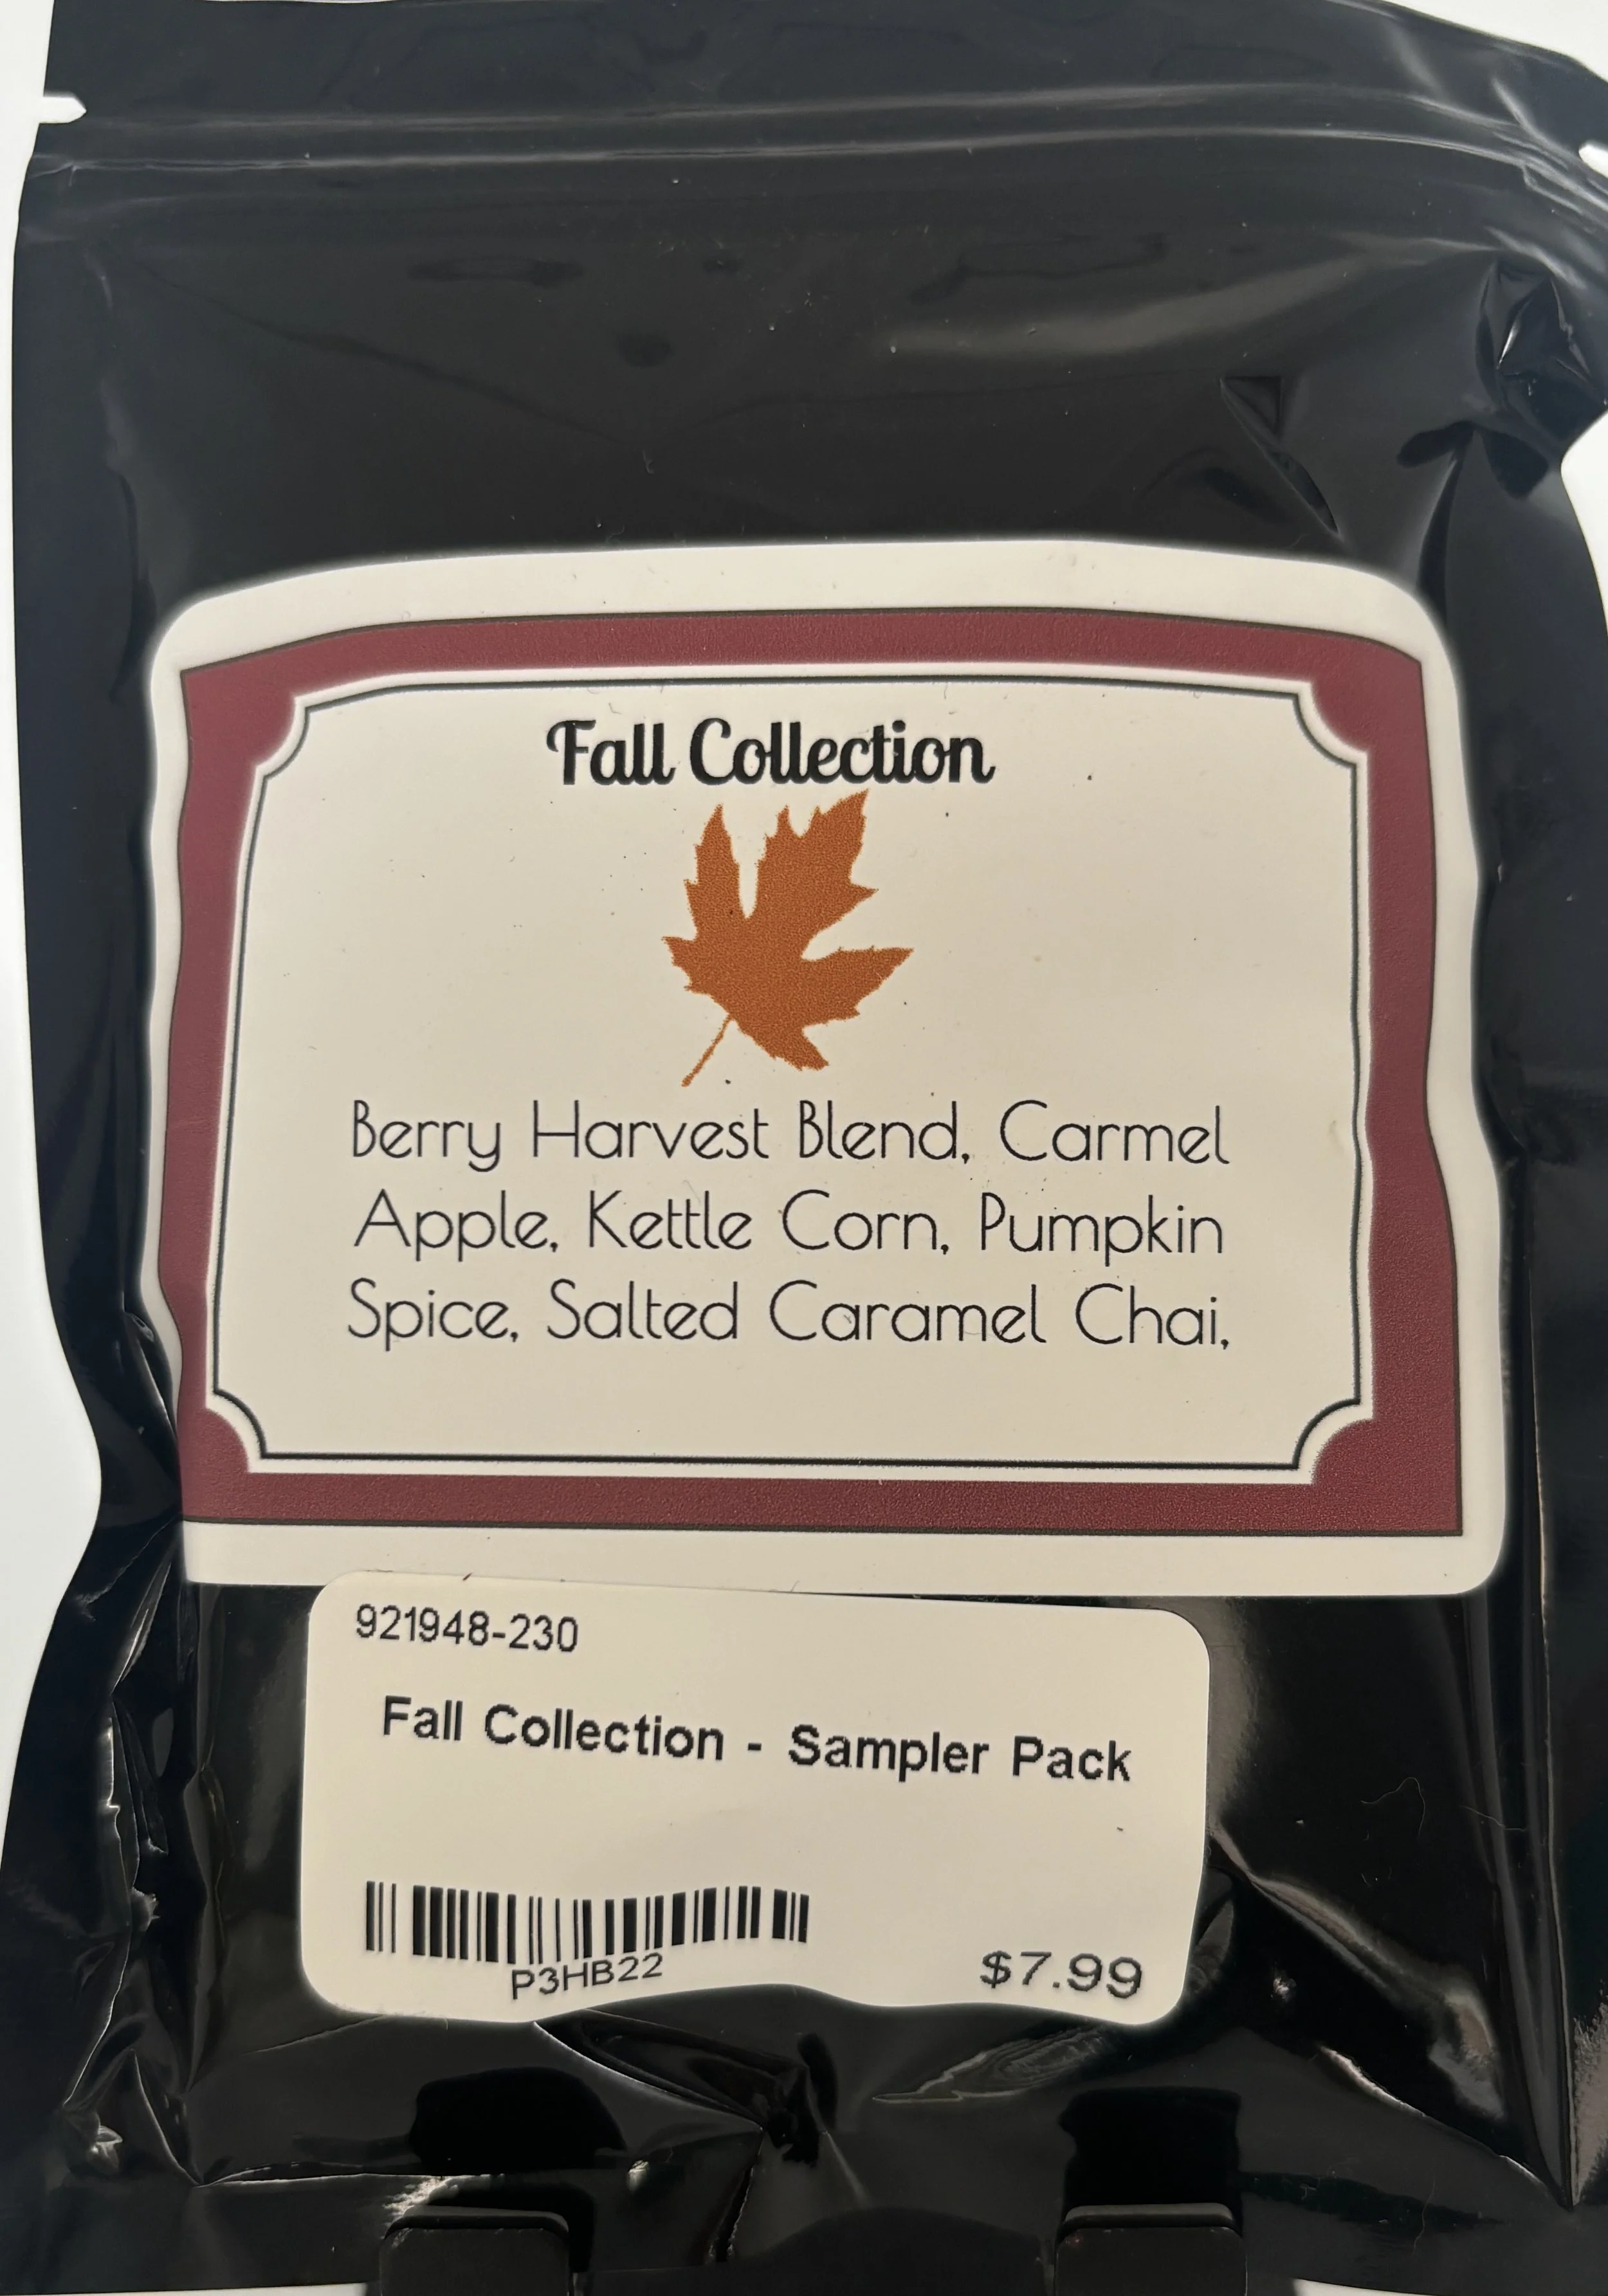 Fall Collection
Berry Harvest Blend, Carmel
Apple, Kettle Corn, Pumpkin
Spice, Salted Caramel Chai,
921948-230
Fall Collection - Sampler Pack
P3HB22
$7.99